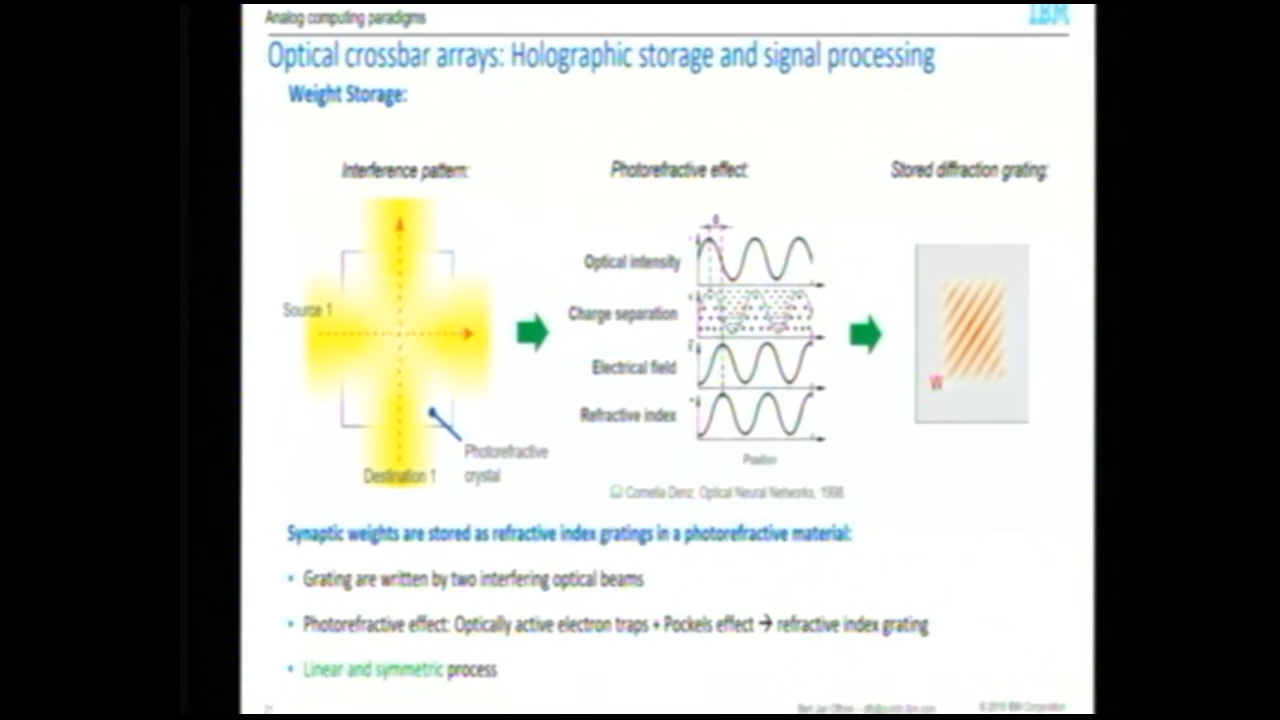 Analog computing paradigms
IBM
Optical crossbar arrays: Holographic storage and signal processing
Weight Storage:
Interference pattern:
Photorefractive effect:
Stored diffraction grating:
Source 1
Destination 1
Photorefractive
crystal
Optical intensity
Charge separation
Electrical field
Refractive index
Position
Cornelia Denz, Optical Neural Networks, 1998.
W
Synaptic weights are stored as refractive index gratings in a photorefractive material:
• Grating are written by two interfering optical beams
• Photorefractive effect: Optically active electron traps + Pockels effect → refractive index grating
• Linear and symmetric process
21
Bert Jan Offrein –
© 2019 IBM Corporation